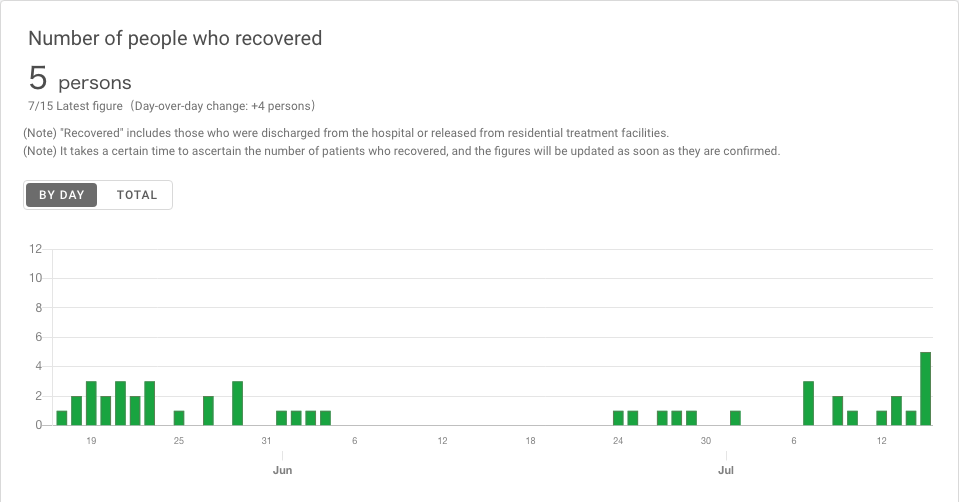 Number of people who recovered
5 persons
7/15 Latest figure（Day-over-day change: +4 persons）
(Note) "Recovered" includes those who were discharged from the hospital or released from residential treatment facilities.
(Note) It takes a certain time to ascertain the number of patients who recovered, and the figures will be updated as soon as they are confirmed.
BY DAY TOTAL
12
10
8
6
4
2
0
19 25 31 6 12 18 24 30 6 12
Jun Jul